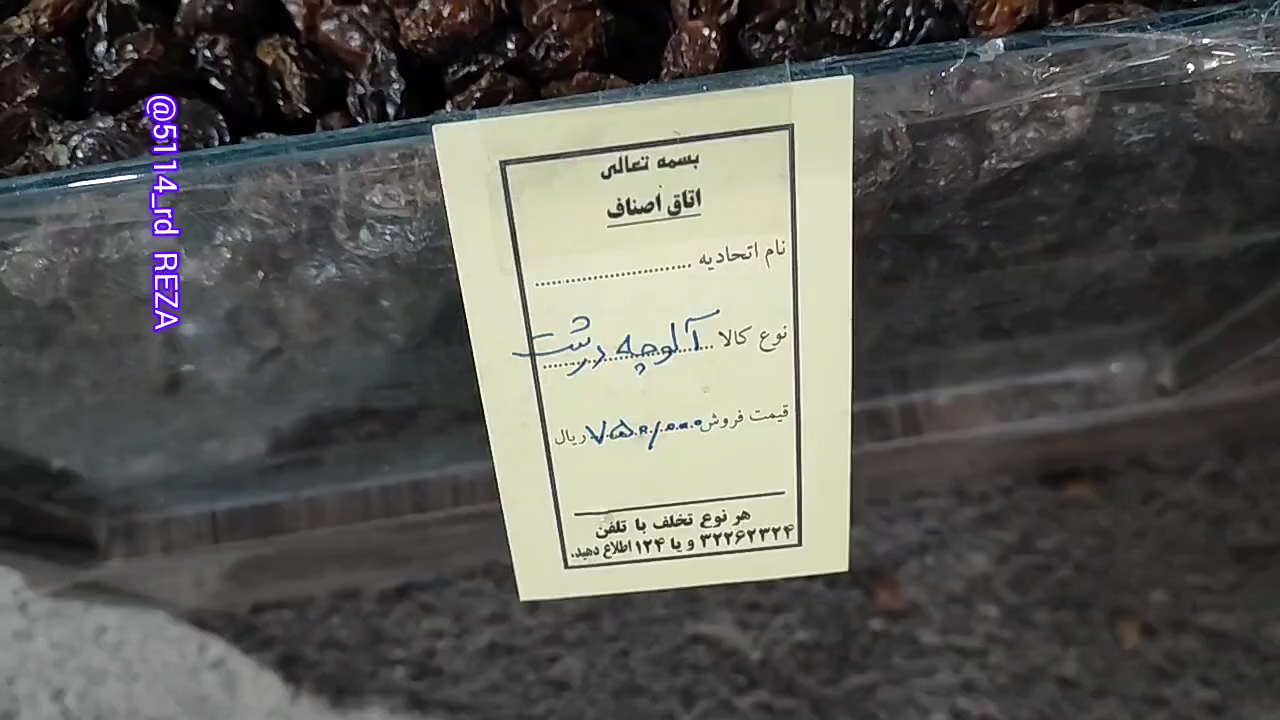 بسمه تعالی
اتاق اصناف
نام اتحادیه ..............................
نوع کالا آلوچه درشت
قیمت فروش ۷۵۰/۰۰۰ ریال
هر نوع تخلف با تلفن
۳۲۲۶۲۳۲۴ و یا ۱۲۴ اطلاع دهید.
@5114_rd REZA